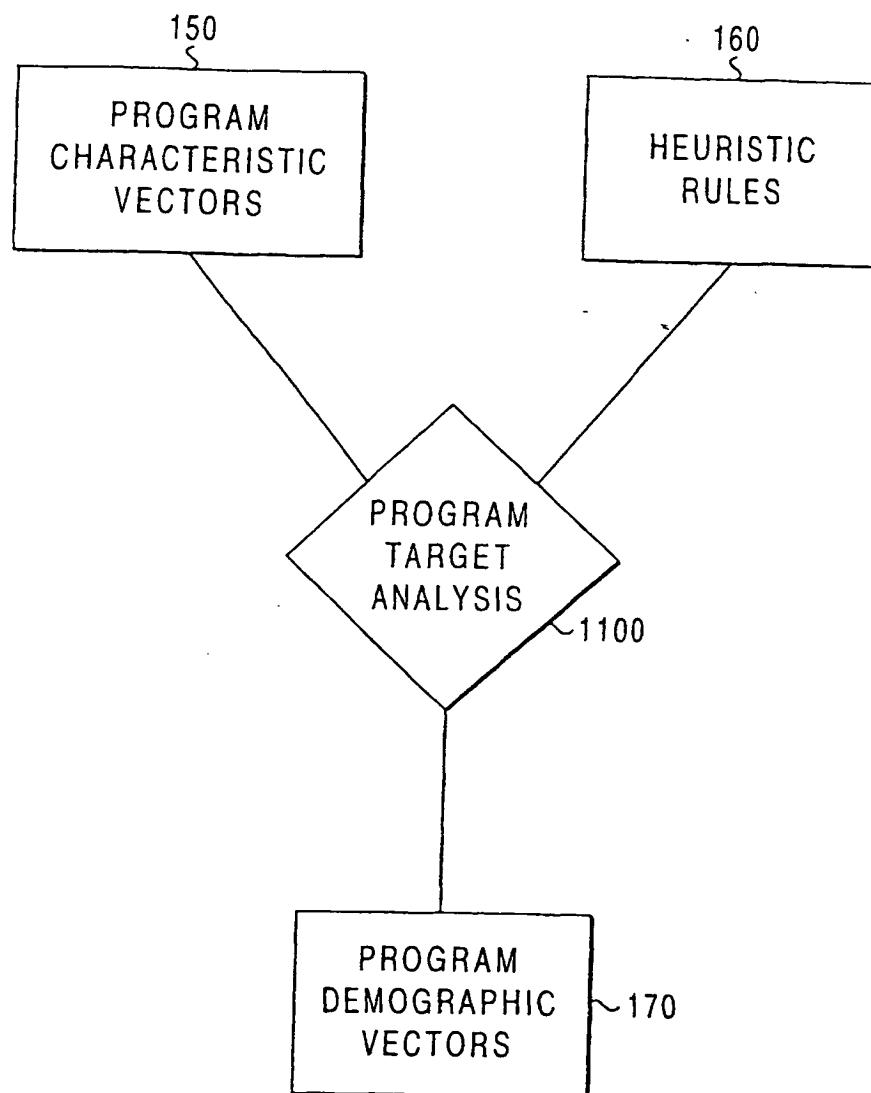 150
PROGRAM
CHARACTERISTIC
VECTORS
160
HEURISTIC
RULES
PROGRAM
TARGET
ANALYSIS
1100
PROGRAM
DEMOGRAPHIC
VECTORS
170